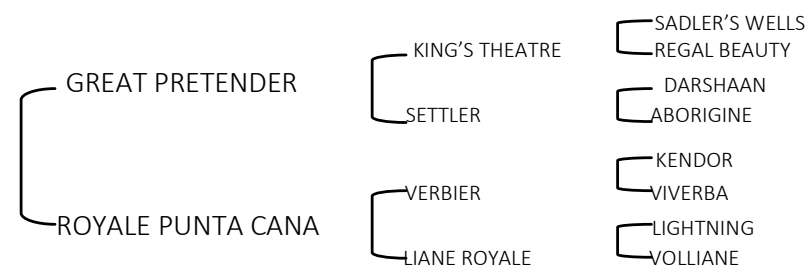 SADLER’S WELLS
KING’S THEATRE
REGAL BEAUTY
GREAT PRETENDER
DARSHAAN
SETTLER
ABORIGINE
KENDOR
VERBIER
VIVERBA
ROYALE PUNTA CANA
LIGHTNING
LIANE ROYALE
VOLLIANE